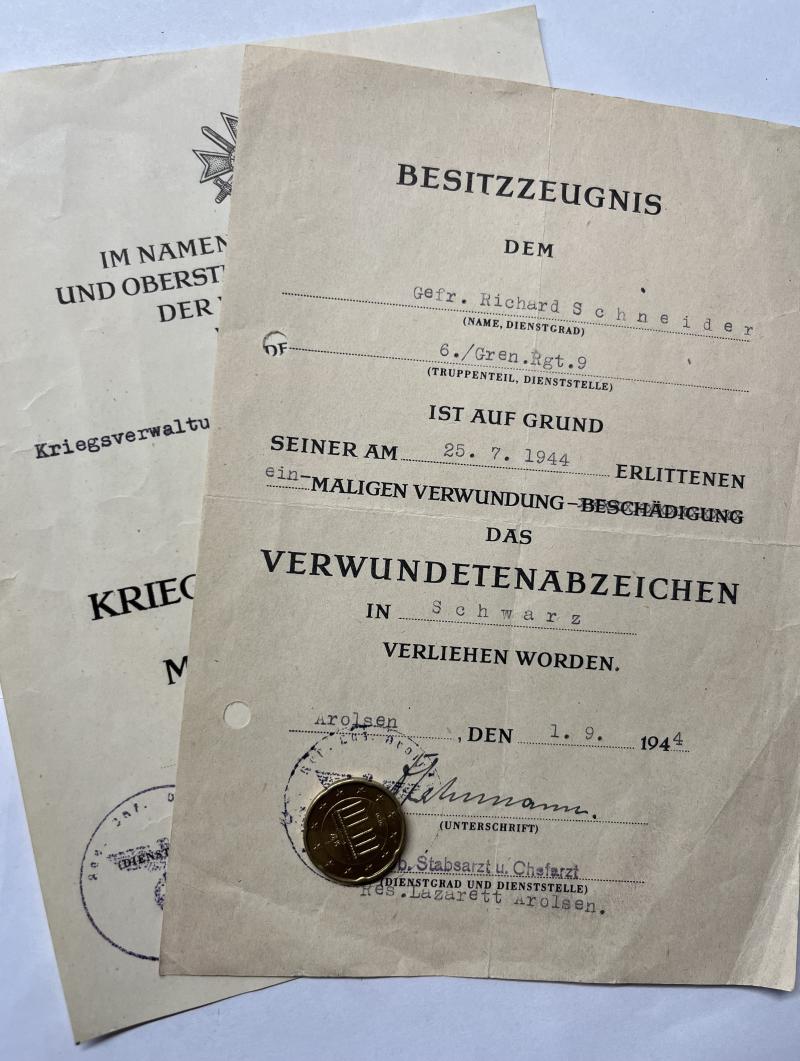 IM NAMEN
UND OBERST
DER
Kriegsverwaltu
KRIEG
M
(DIENST
BESITZZEUGNIS
DEM
Gefr. Richard Schneider
(NAME, DIENSTGRAD)
6./Gren.Rgt.9
(TRUPPENTEIL, DIENSTSTELLE)
IST AUF GRUND
SEINER AM 25. 7. 1944 ERLITTENEN
ein-MALIGEN VERWUNDUNG-BESCHÄDIGUNG
DAS
VERWUNDETENABZEICHEN
IN Schwarz
VERLIEHEN WORDEN.
Arolsen, DEN 1. 9. 1944
(UNTERSCHRIFT)
Stabsarzt u. Chefarzt
(DIENSTGRAD UND DIENSTSTELLE)
Res.Lazarett Arolsen.